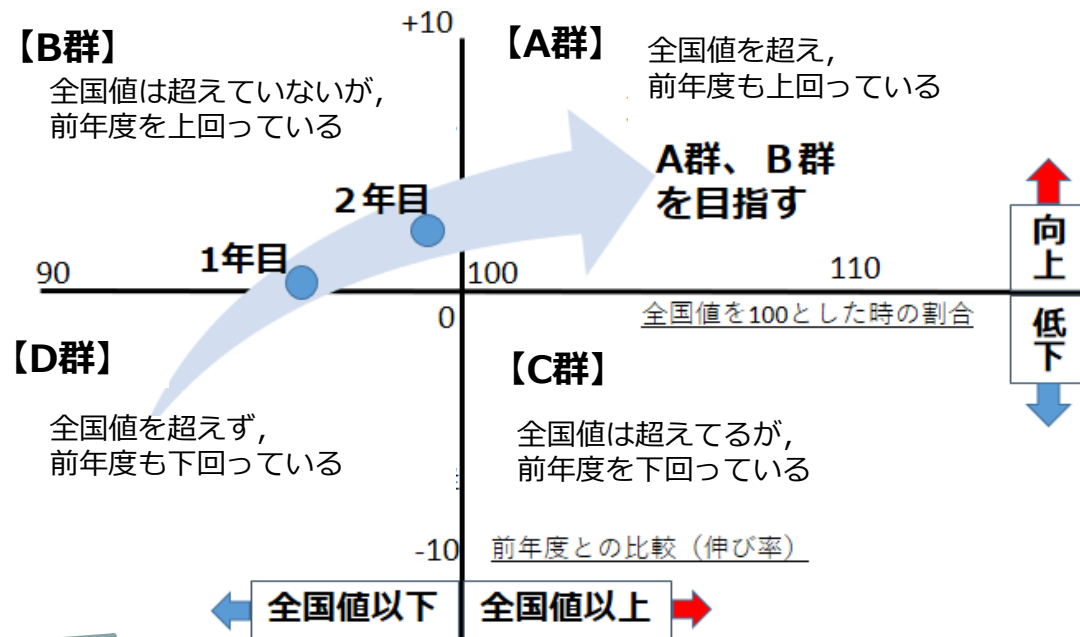 +10
【B群】
全国値は超えていないが,
前年度を上回っている
【A群】
全国値を超え,
前年度も上回っている
A群、B群
を目指す
2年目
1年目
向上
90
100
110
0
全国値を100とした時の割合
低下
【D群】
全国値を超えず,
前年度も下回っている
【C群】
全国値は超えてるが,
前年度を下回っている
-10
前年度との比較（伸び率）
全国値以下
全国値以上